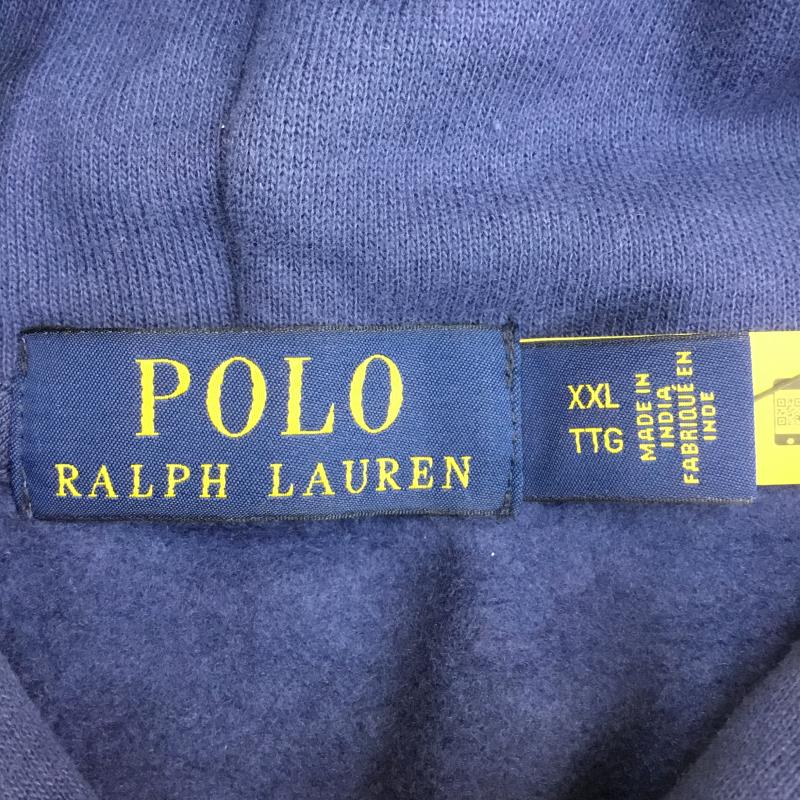 POLO
RALPH LAUREN
XXL
TTG
MADE IN
INDIA
FABRIQUÉ EN
INDE